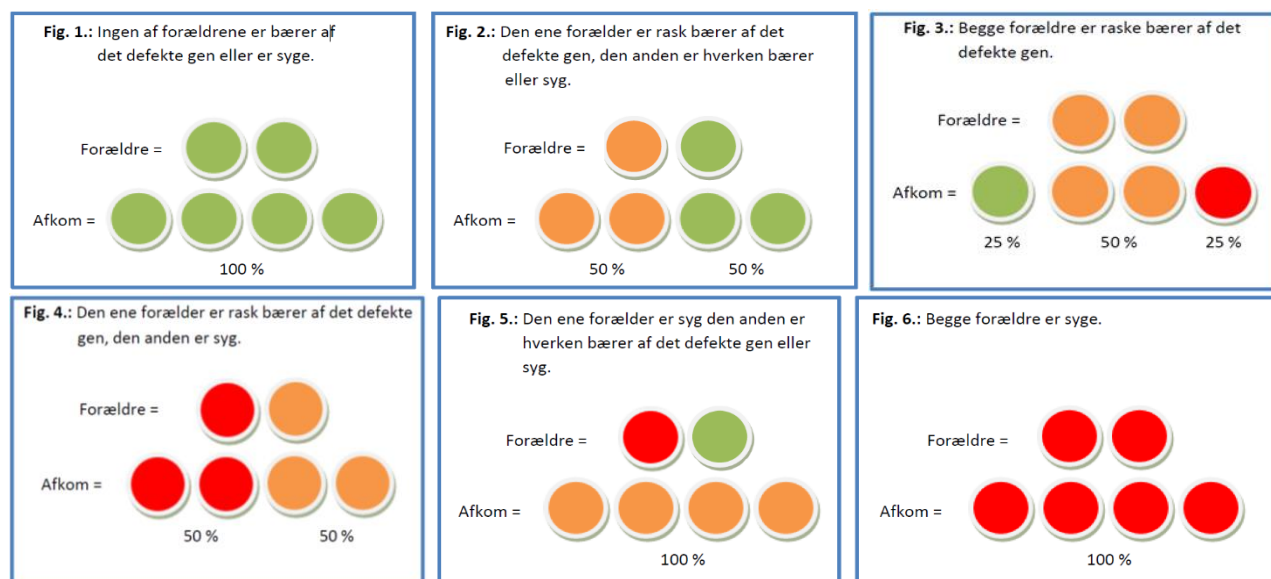 Fig. 1.: Ingen af forældrene er bærer af
det defekte gen eller er syge.
Forældre =
Afkom =
100 %
Fig. 2.: Den ene forælder er rask bærer af det
defekte gen, den anden er hverken bærer
eller syg.
Forældre =
Afkom =
50 % 50 %
Fig. 3.: Begge forældre er raske bærer af det
defekte gen.
Forældre =
Afkom =
25 % 50 % 25 %
Fig. 4.: Den ene forælder er rask bærer af det defekte
gen, den anden er syg.
Forældre =
Afkom =
50 % 50 %
Fig. 5.: Den ene forælder er syg den anden er
hverken bærer af det defekte gen eller
syg.
Forældre =
Afkom =
100 %
Fig. 6.: Begge forældre er syge.
Forældre =
Afkom =
100 %